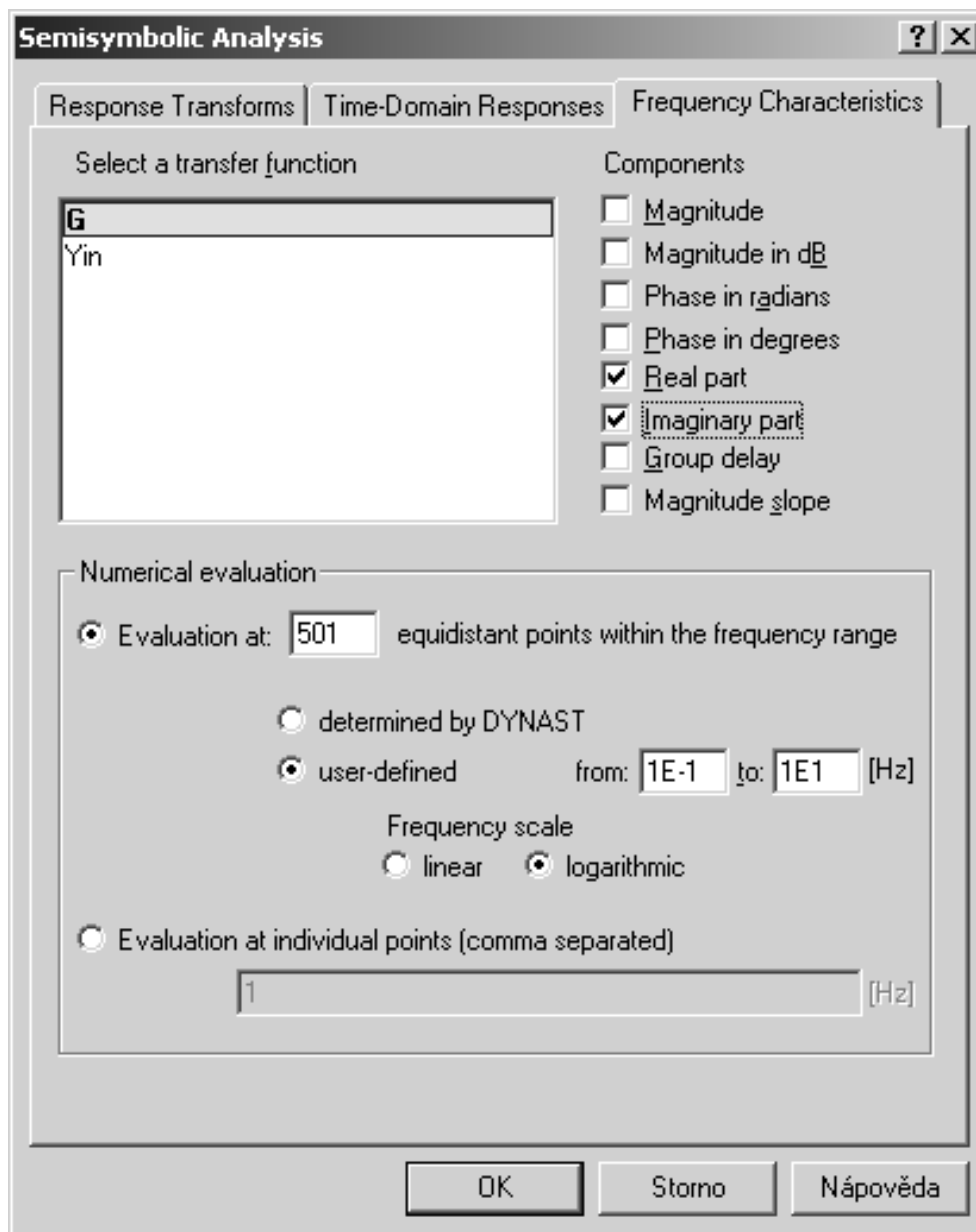 Semisymbolic Analysis
Response Transforms
Time-Domain Responses
Frequency Characteristics
Select a transfer function
G
Yin
Components
Magnitude
Magnitude in dB
Phase in radians
Phase in degrees
Real part
Imaginary part
Group delay
Magnitude slope
Numerical evaluation
Evaluation at: 501 equidistant points within the frequency range
determined by DYNAST
user-defined from: 1E-1 to: 1E1 [Hz]
Frequency scale
linear logarithmic
Evaluation at individual points (comma separated)
1 [Hz]
OK Storno Nápověda